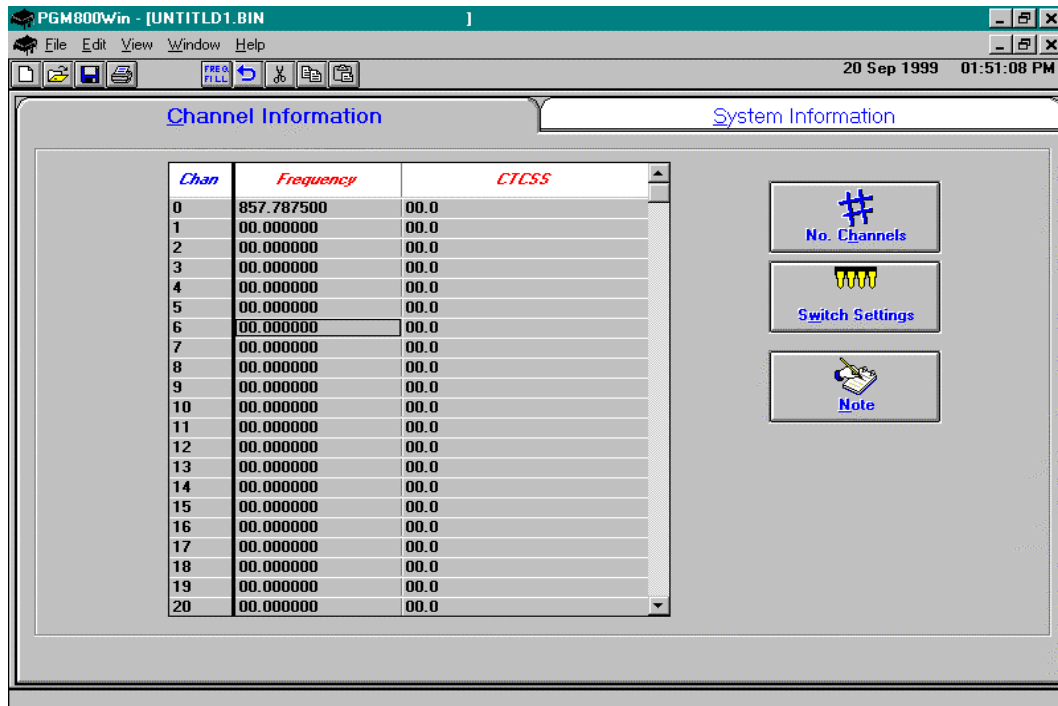 PGM800Win - [UNTITLD1.BIN ]
File Edit View Window Help
FREQ. FILL 20 Sep 1999 01:51:08 PM
Channel Information System Information
Chan Frequency CTCSS
0 857.787500 00.0
1 00.000000 00.0
2 00.000000 00.0
3 00.000000 00.0
4 00.000000 00.0
5 00.000000 00.0
6 00.000000 00.0
7 00.000000 00.0
8 00.000000 00.0
9 00.000000 00.0
10 00.000000 00.0
11 00.000000 00.0
12 00.000000 00.0
13 00.000000 00.0
14 00.000000 00.0
15 00.000000 00.0
16 00.000000 00.0
17 00.000000 00.0
18 00.000000 00.0
19 00.000000 00.0
20 00.000000 00.0
No. Channels
Switch Settings
Note